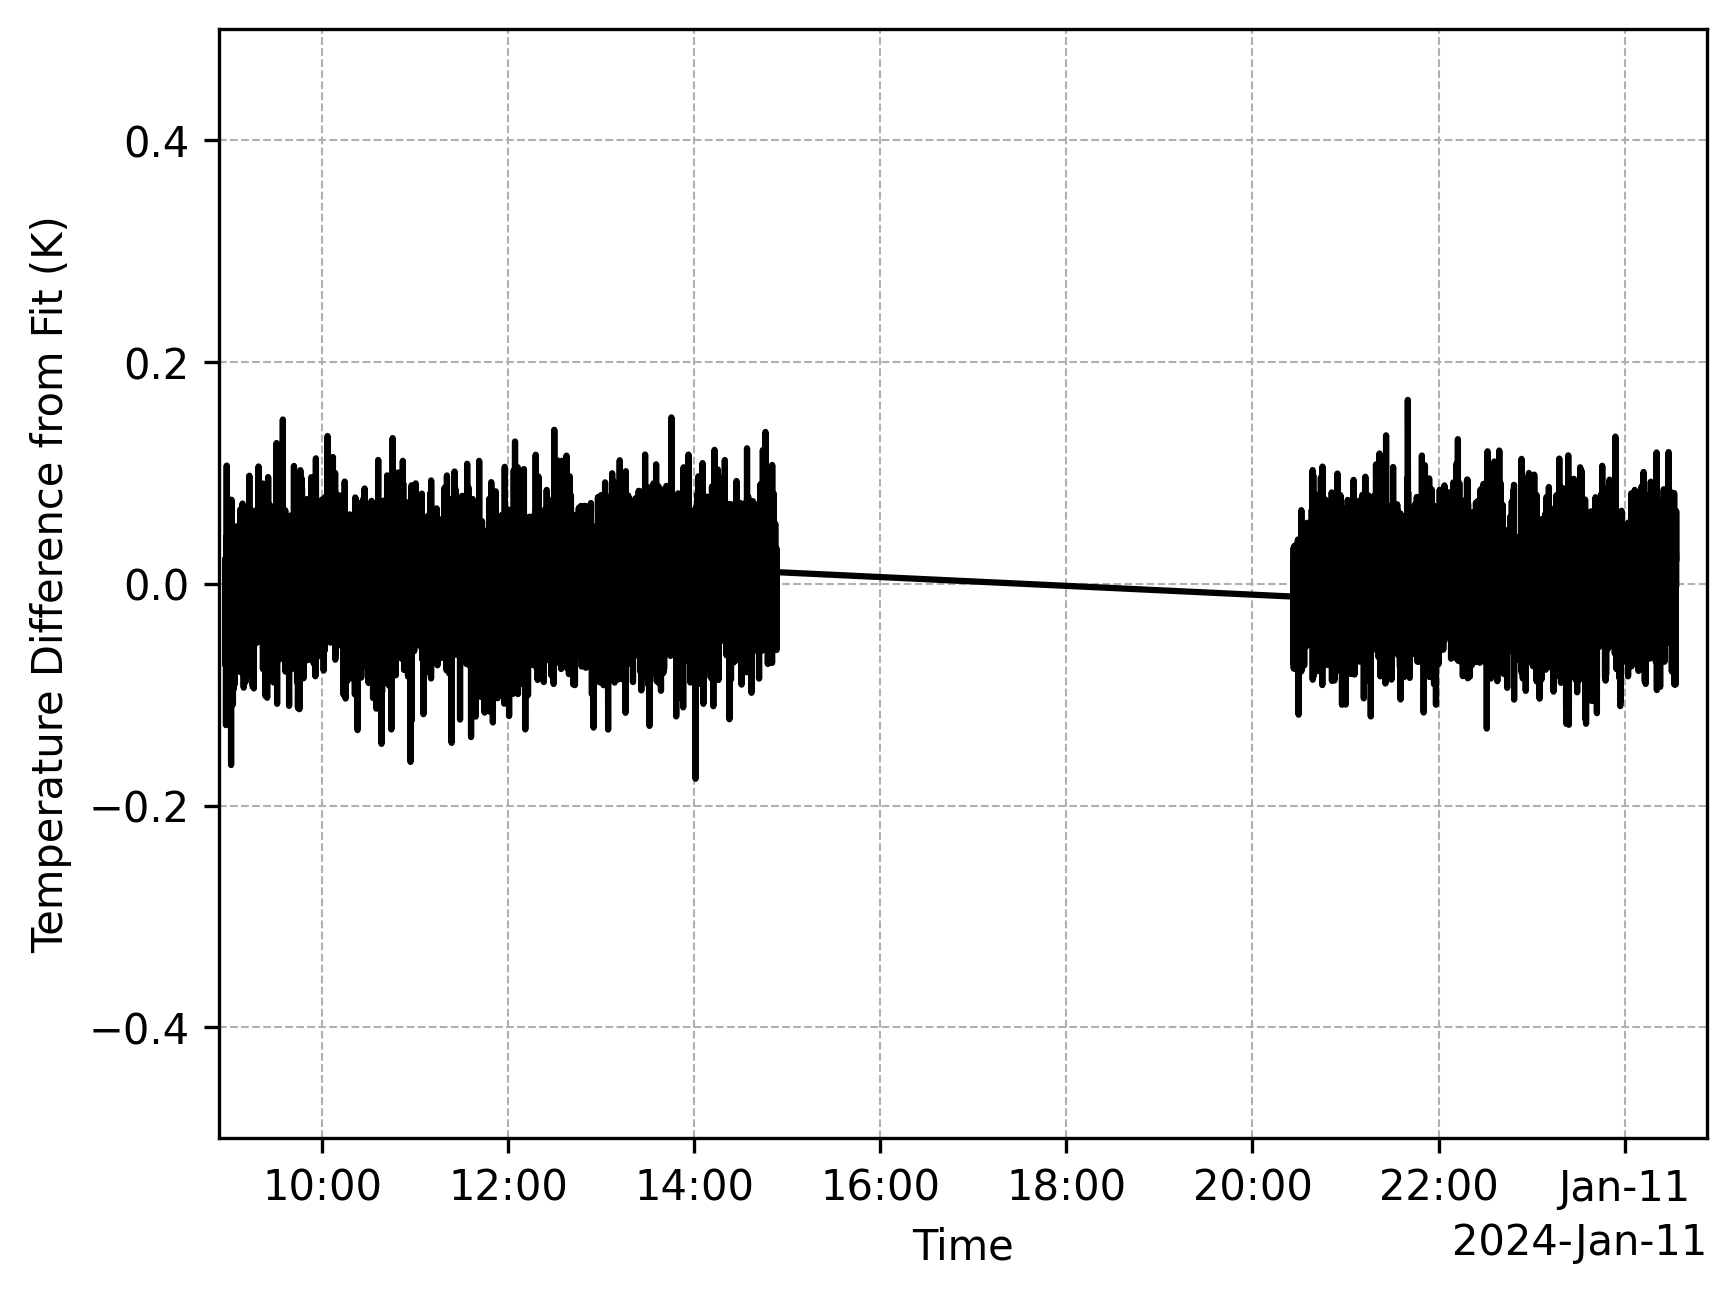 Temperature Difference from Fit (K)
0.4
0.2
0.0
−0.2
−0.4
10:00 12:00 14:00 16:00 18:00 20:00 22:00 Jan-11
2024-Jan-11
Time